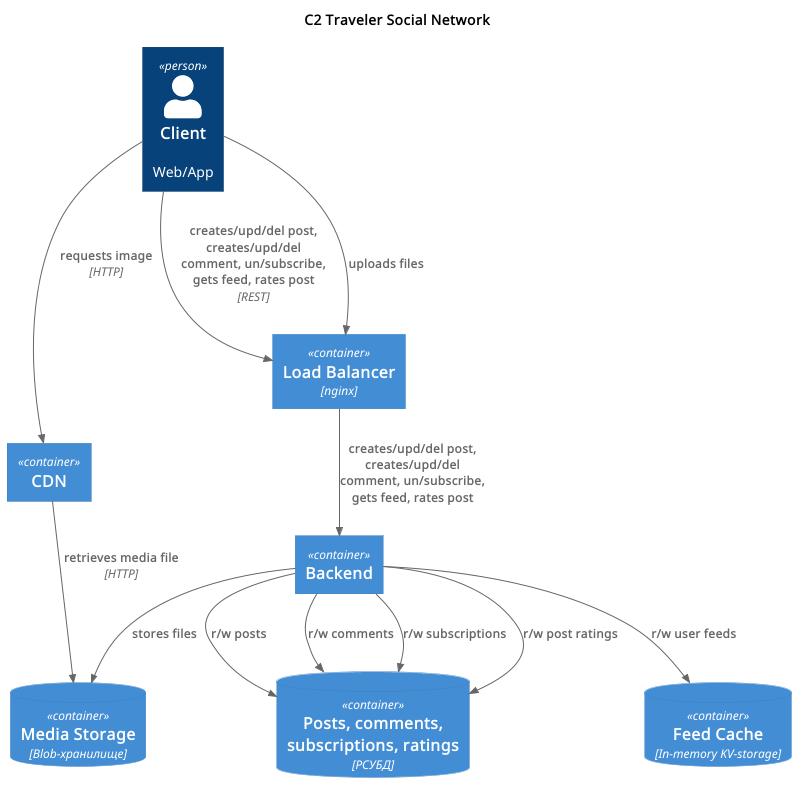 C2 Traveler Social Network
«person»
Client
Web/App
requests image
[HTTP]
creates/upd/del post,
creates/upd/del
comment, un/subscribe,
gets feed, rates post
[REST]
uploads files
«container»
Load Balancer
[nginx]
«container»
CDN
creates/upd/del post,
creates/upd/del
comment, un/subscribe,
gets feed, rates post
«container»
Backend
retrieves media file
[HTTP]
stores files
r/w posts
r/w comments
r/w subscriptions
r/w post ratings
r/w user feeds
«container»
Media Storage
[Blob-хранилище]
«container»
Posts, comments,
subscriptions, ratings
[РСУБД]
«container»
Feed Cache
[In-memory KV-storage]